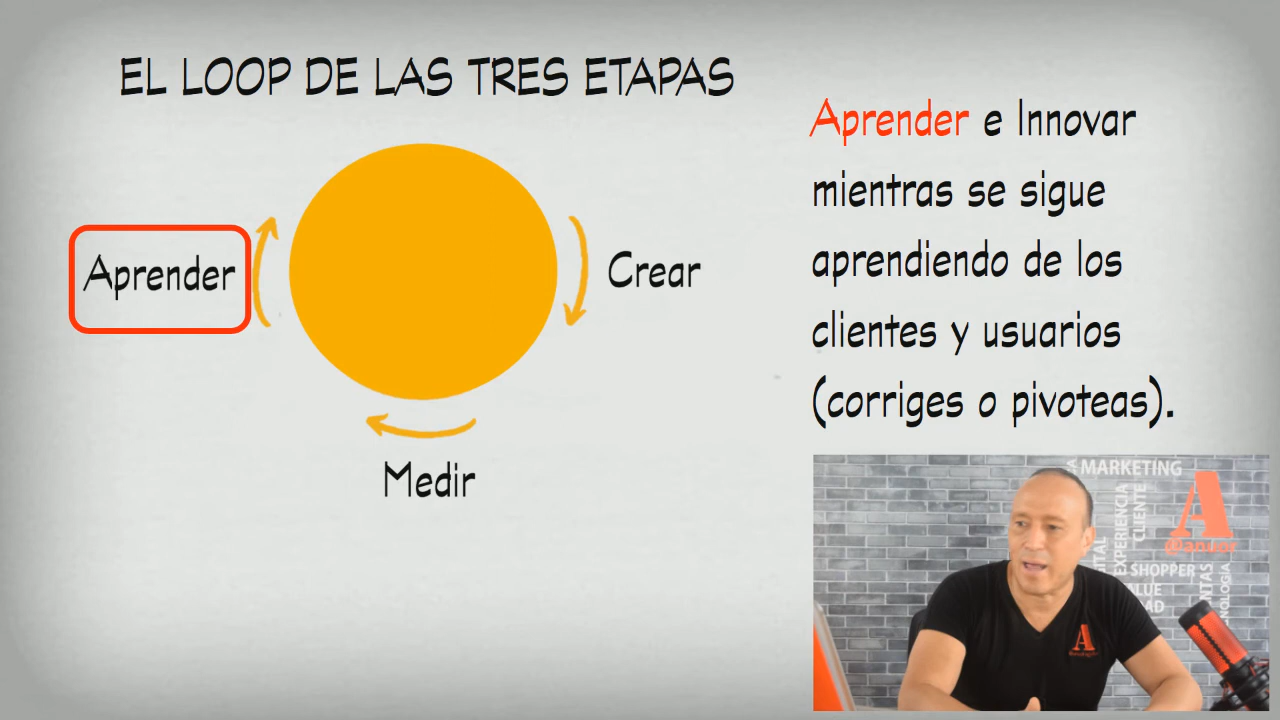 EL LOOP DE LAS TRES ETAPAS
Aprender e Innovar
mientras se sigue
aprendiendo de los
clientes y usuarios
(corriges o pivoteas).
Aprender
Crear
Medir
MARKETING
EXPERIENCIA
CLIENTE
A
SHOPPER